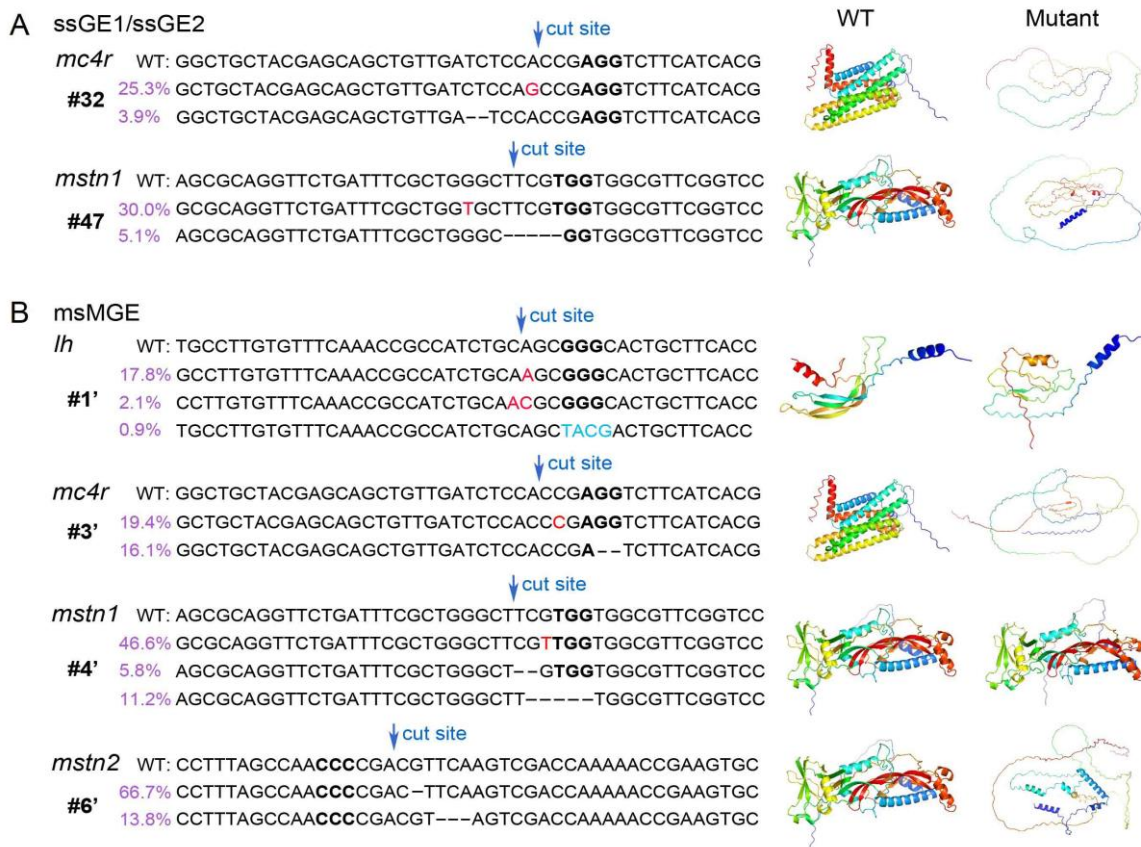 A ssGE1/ssGE2 WT Mutant
cut site
mc4r WT: GGCTGCTACGAGCAGCTGTTGATCTCCACCGAGGTCTTCATCACG
#32 25.3% GCTGCTACGAGCAGCTGTTGATCTCCAGCCGAGGTCTTCATCACG
3.9% GGCTGCTACGAGCAGCTGTTGA--TCCACCGAGGTCTTCATCACG
cut site
mstn1 WT: AGCGCAGGTTCTGATTTCGCTGGGCTTCGTGGTGGCGTTCGGTCC
#47 30.0% GCGCAGGTTCTGATTTCGCTGGTGCTTCGTGGTGGCGTTCGGTCC
5.1% AGCGCAGGTTCTGATTTCGCTGGGC-----GGTGGCGTTCGGTCC
B msMGE
cut site
lh WT: TGCCTTGTGTTTCAAACCGCCATCTGCAGCGGGCACTGCTTCACC
#1' 17.8% GCCTTGTGTTTCAAACCGCCATCTGCAAGCGGGCACTGCTTCACC
2.1% CCTTGTGTTTCAAACCGCCATCTGCAACGCGGGCACTGCTTCACC
0.9% TGCCTTGTGTTTCAAACCGCCATCTGCAGCTACGACTGCTTCACC
cut site
mc4r WT: GGCTGCTACGAGCAGCTGTTGATCTCCACCGAGGTCTTCATCACG
#3' 19.4% GCTGCTACGAGCAGCTGTTGATCTCCACCCGAGGTCTTCATCACG
16.1% GGCTGCTACGAGCAGCTGTTGATCTCCACCGA--TCTTCATCACG
cut site
mstn1 WT: AGCGCAGGTTCTGATTTCGCTGGGCTTCGTGGTGGCGTTCGGTCC
#4' 46.6% GCGCAGGTTCTGATTTCGCTGGGCTTCGTTGGTGGCGTTCGGTCC
5.8% AGCGCAGGTTCTGATTTCGCTGGGCT--GTGGTGGCGTTCGGTCC
11.2% AGCGCAGGTTCTGATTTCGCTGGGCTT-----TGGCGTTCGGTCC
cut site
mstn2 WT: CCTTTAGCCAACCCCGACGTTCAAGTCGACCAAAAACCGAAGTGC
#6' 66.7% CCTTTAGCCAACCCCGAC-TTCAAGTCGACCAAAAACCGAAGTGC
13.8% CCTTTAGCCAACCCCGACGT---AGTCGACCAAAAACCGAAGTGC